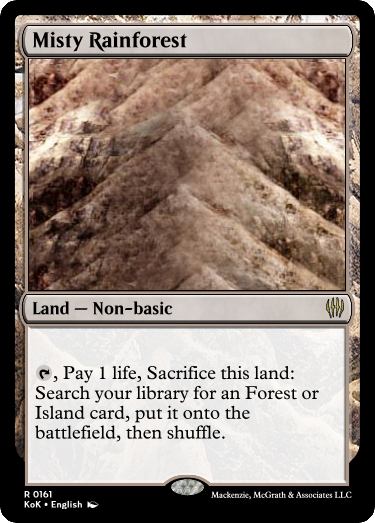 Misty Rainforest
Land — Non-basic
, Pay 1 life, Sacrifice this land:
Search your library for an Forest or
Island card, put it onto the
battlefield, then shuffle.
R 0161
KoK • English
Mackenzie, McGrath & Associates LLC